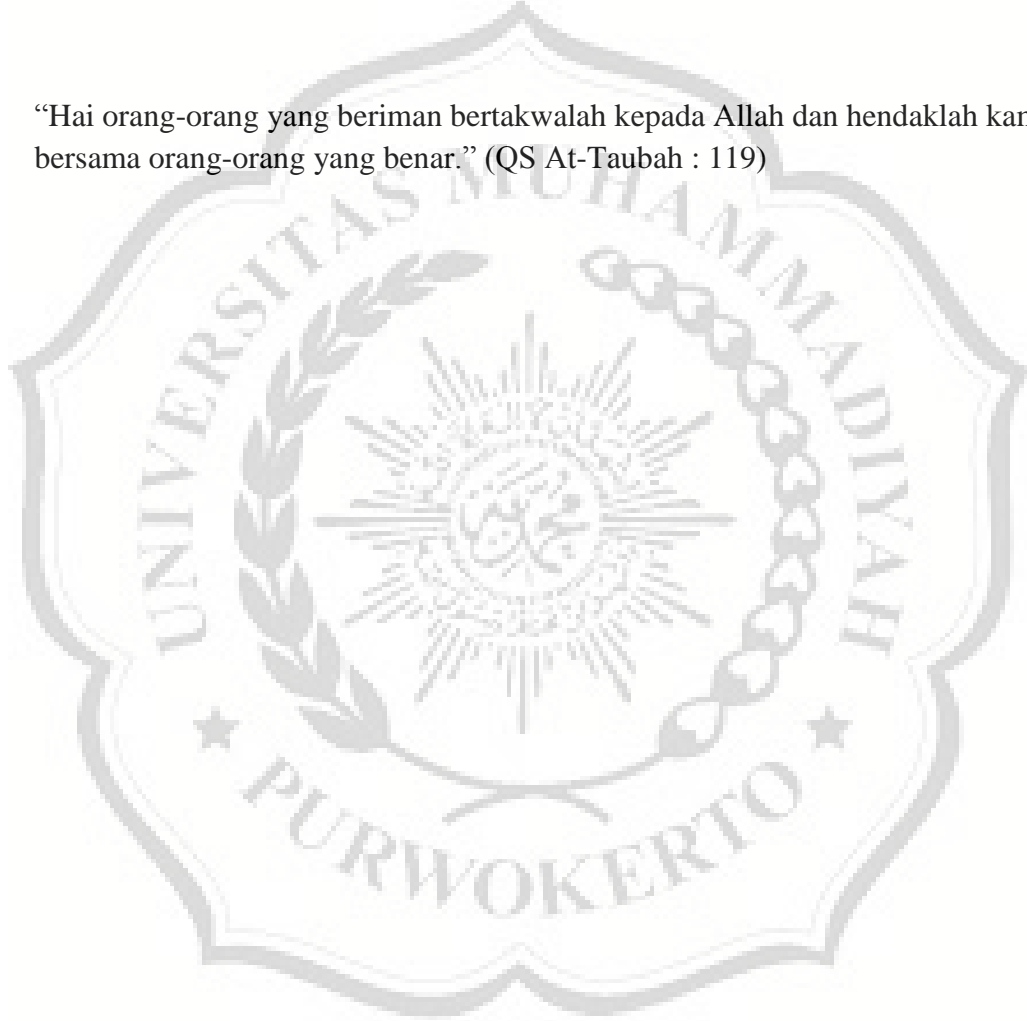 “Hai orang-orang yang beriman bertakwalah kepada Allah dan hendaklah
bersama orang-orang yang benar.” (QS At-Taubah : 119)
UNIVERSITAS MUHAMMADIYAH
PURWOKERTO